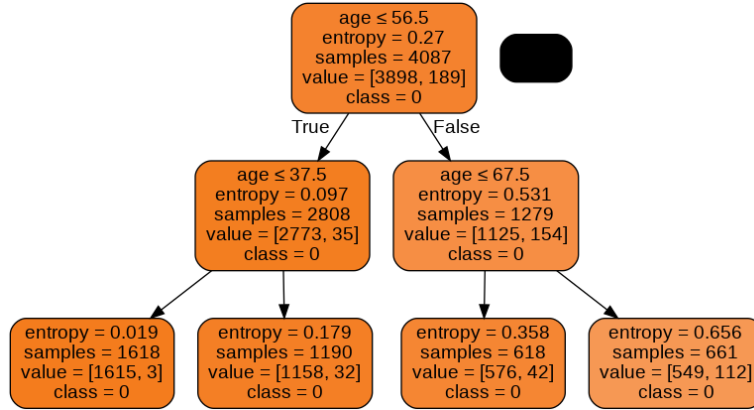 age ≤ 56.5
entropy = 0.27
samples = 4087
value = [3898, 189]
class = 0
True
False
age ≤ 37.5
entropy = 0.097
samples = 2808
value = [2773, 35]
class = 0
age ≤ 67.5
entropy = 0.531
samples = 1279
value = [1125, 154]
class = 0
entropy = 0.019
samples = 1618
value = [1615, 3]
class = 0
entropy = 0.179
samples = 1190
value = [1158, 32]
class = 0
entropy = 0.358
samples = 618
value = [576, 42]
class = 0
entropy = 0.656
samples = 661
value = [549, 112]
class = 0